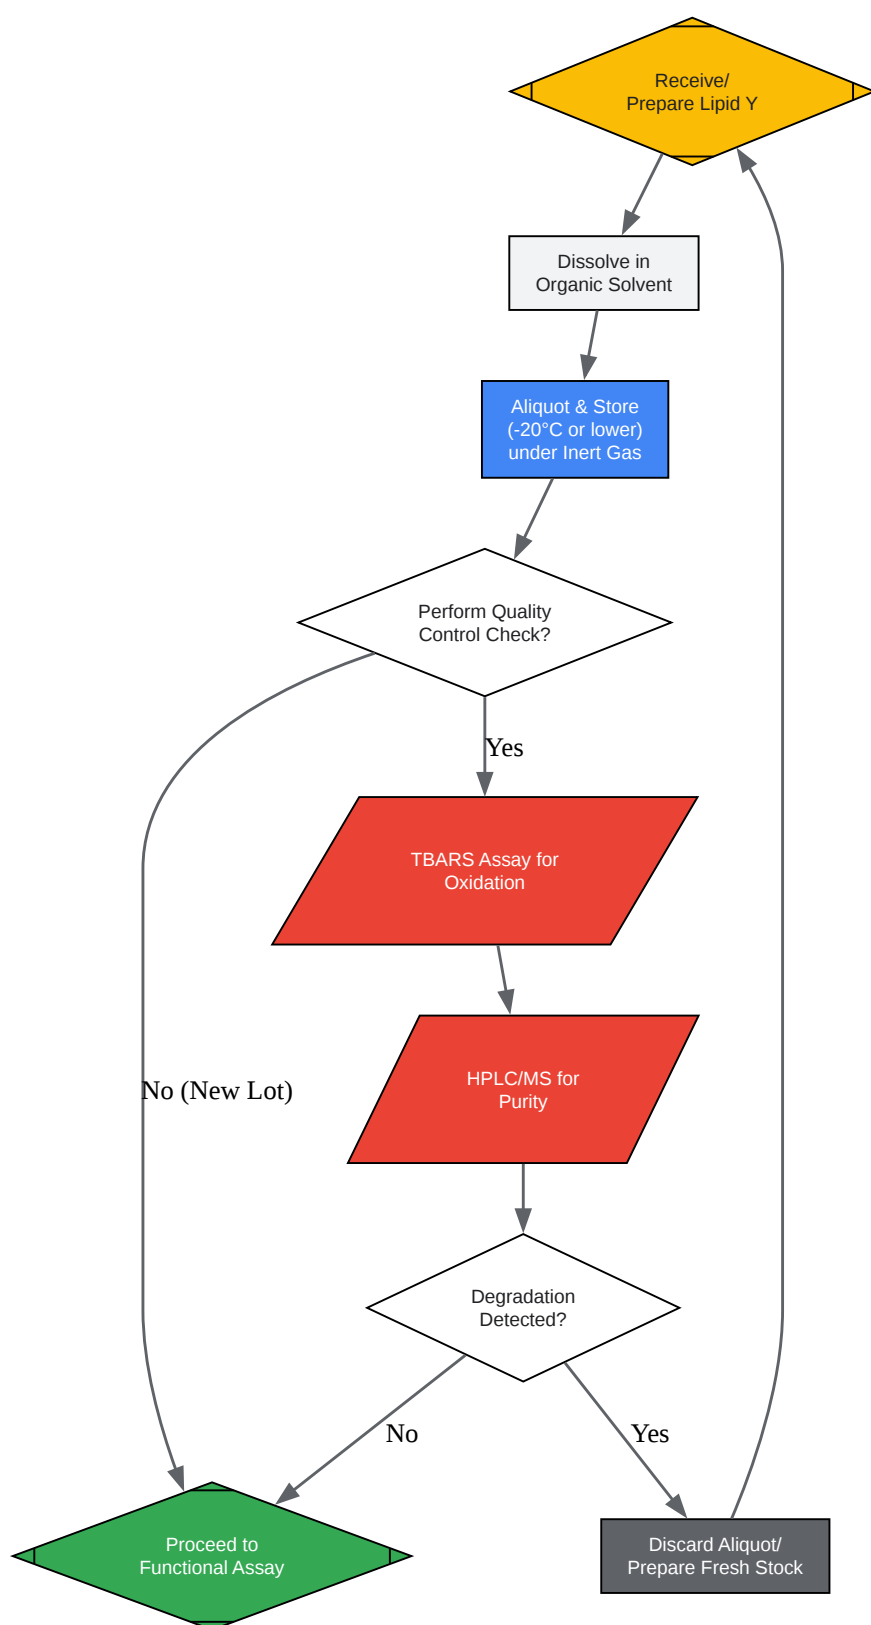 Receive/
Prepare Lipid Y
Dissolve in
Organic Solvent
Aliquot & Store
(-20°C or lower)
under Inert Gas
Perform Quality
Control Check?
Yes
TBARS Assay for
Oxidation
HPLC/MS for
Purity
No (New Lot)
Degradation
Detected?
No
Yes
Proceed to
Functional Assay
Discard Aliquot/
Prepare Fresh Stock